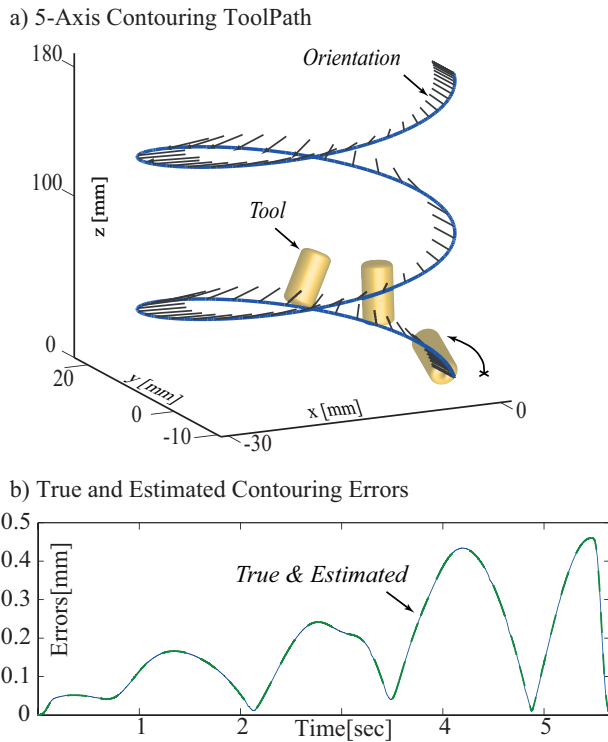 a) 5-Axis Contouring ToolPath
180
Orientation
100
z [mm]
Tool
0
20
y [mm]
0
-10
x [mm]
-30
0
b) True and Estimated Contouring Errors
0.5
0.4
0.3
0.2
0.1
0
Errors[mm]
True & Estimated
1
2
Time[sec]
4
5